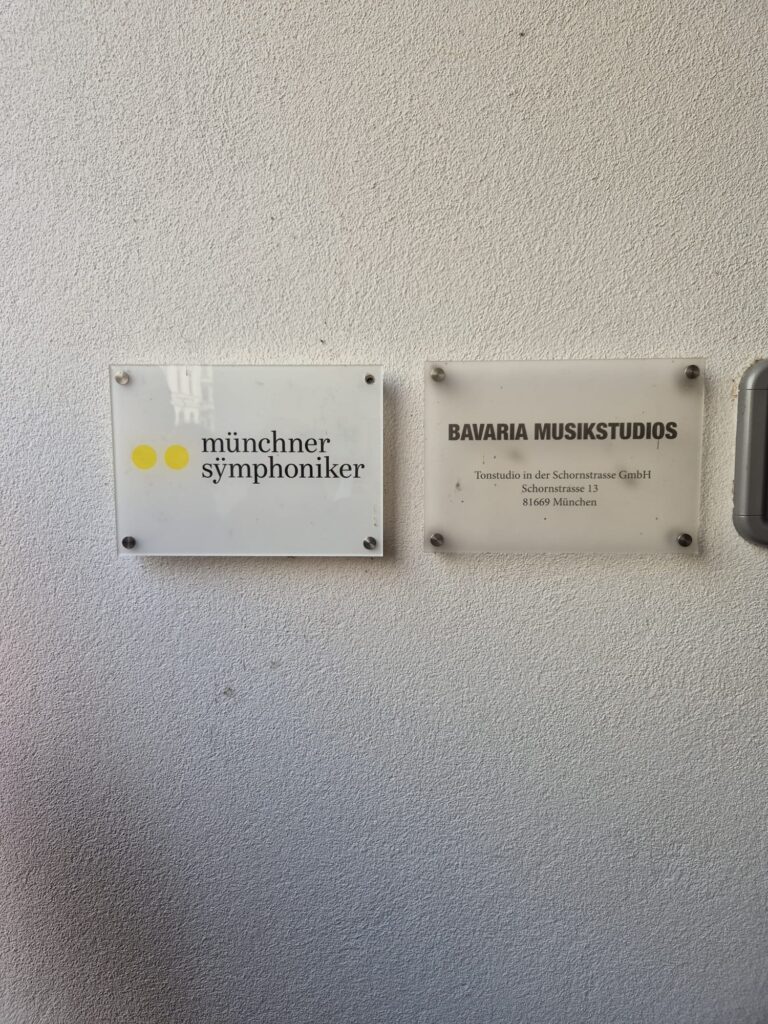 münchner
sÿmphoniker
BAVARIA MUSIKSTUDIOS
Tonstudio in der Schornstrasse GmbH
Schornstrasse 13
81669 München